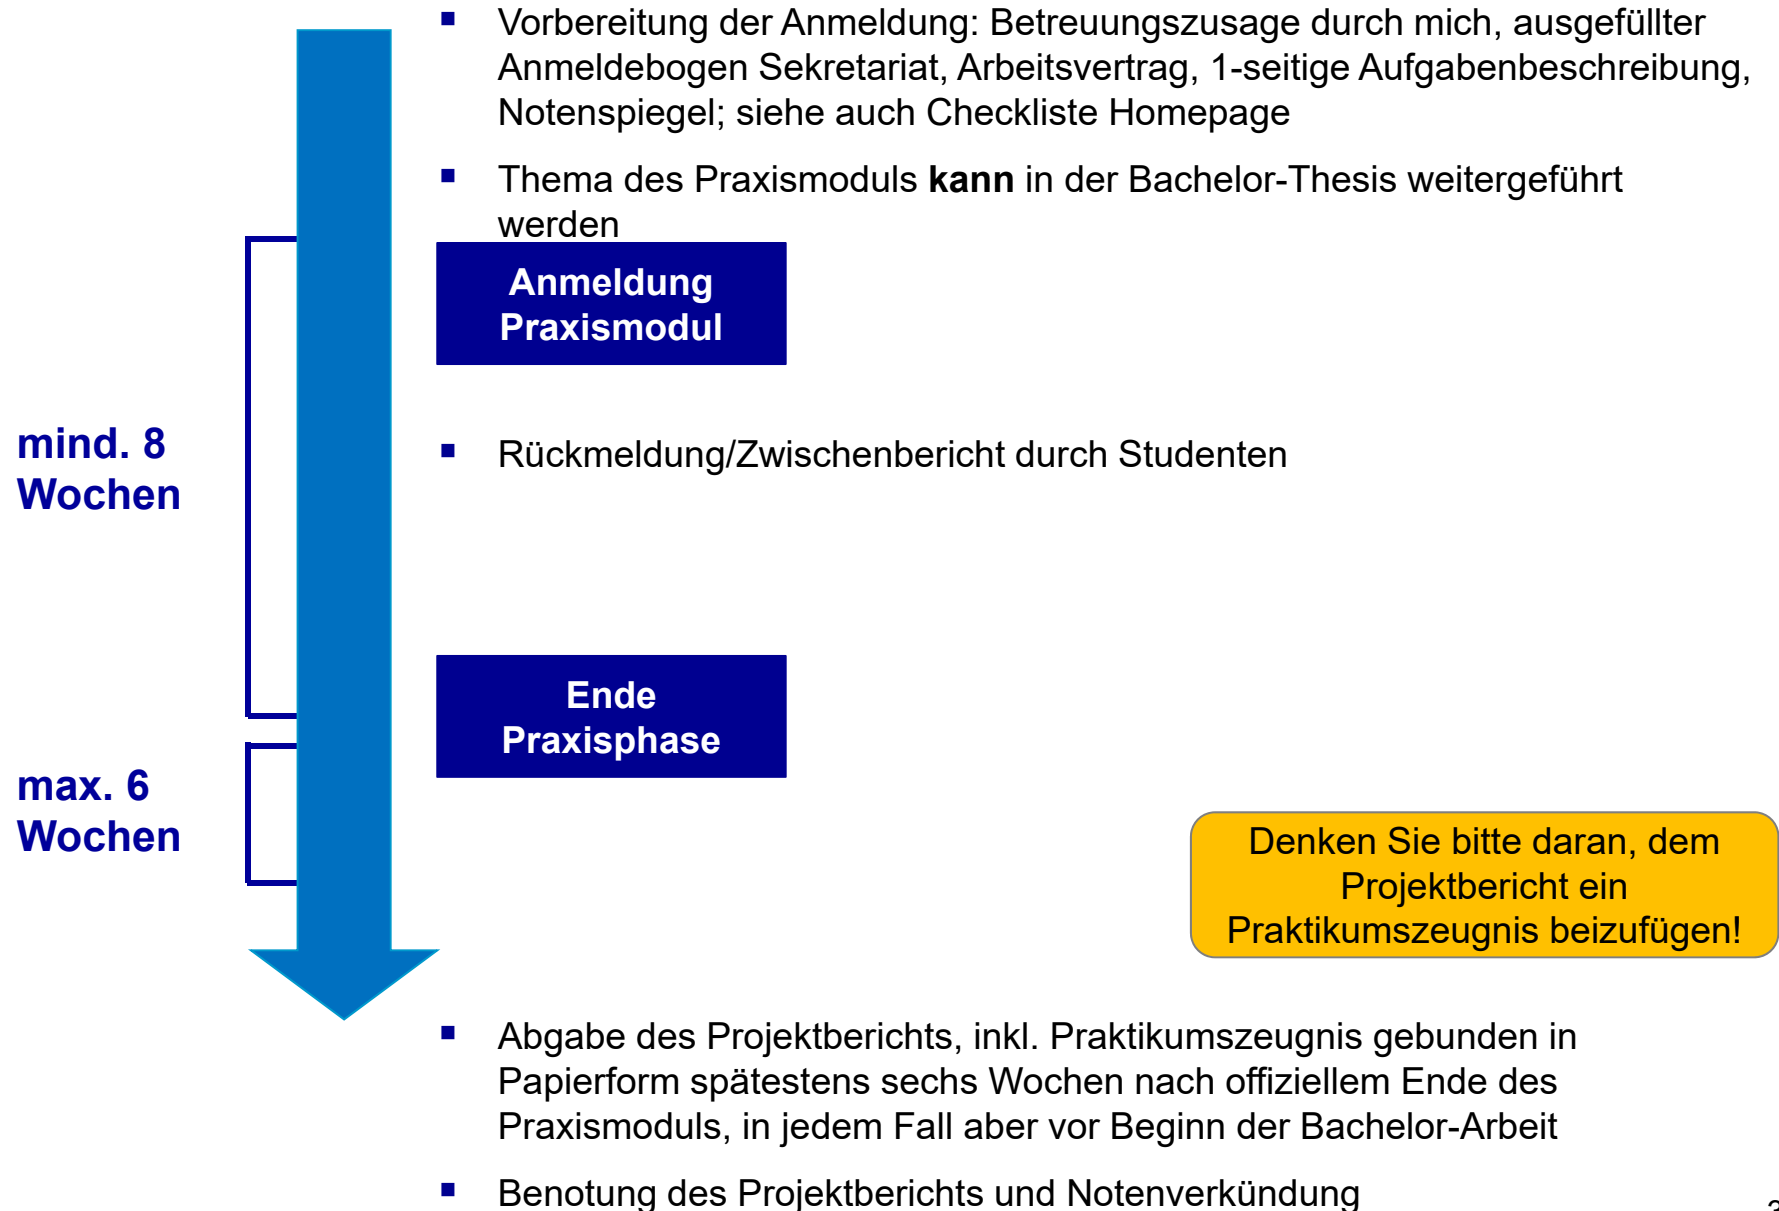 Vorbereitung der Anmeldung: Betreuungszusage durch mich, ausgefüllter
Anmeldebogen Sekretariat, Arbeitsvertrag, 1-seitige Aufgabenbeschreibung,
Notenspiegel; siehe auch Checkliste Homepage
Thema des Praxismoduls kann in der Bachelor-Thesis weitergeführt
werden
Anmeldung
Praxismodul
mind. 8
Wochen
Rückmeldung/Zwischenbericht durch Studenten
Ende
Praxisphase
max. 6
Wochen
Denken Sie bitte daran, dem
Projektbericht ein
Praktikumszeugnis beizufügen!
Abgabe des Projektberichts, inkl. Praktikumszeugnis gebunden in
Papierform spätestens sechs Wochen nach offiziellem Ende des
Praxismoduls, in jedem Fall aber vor Beginn der Bachelor-Arbeit
Benotung des Projektberichts und Notenverkündung